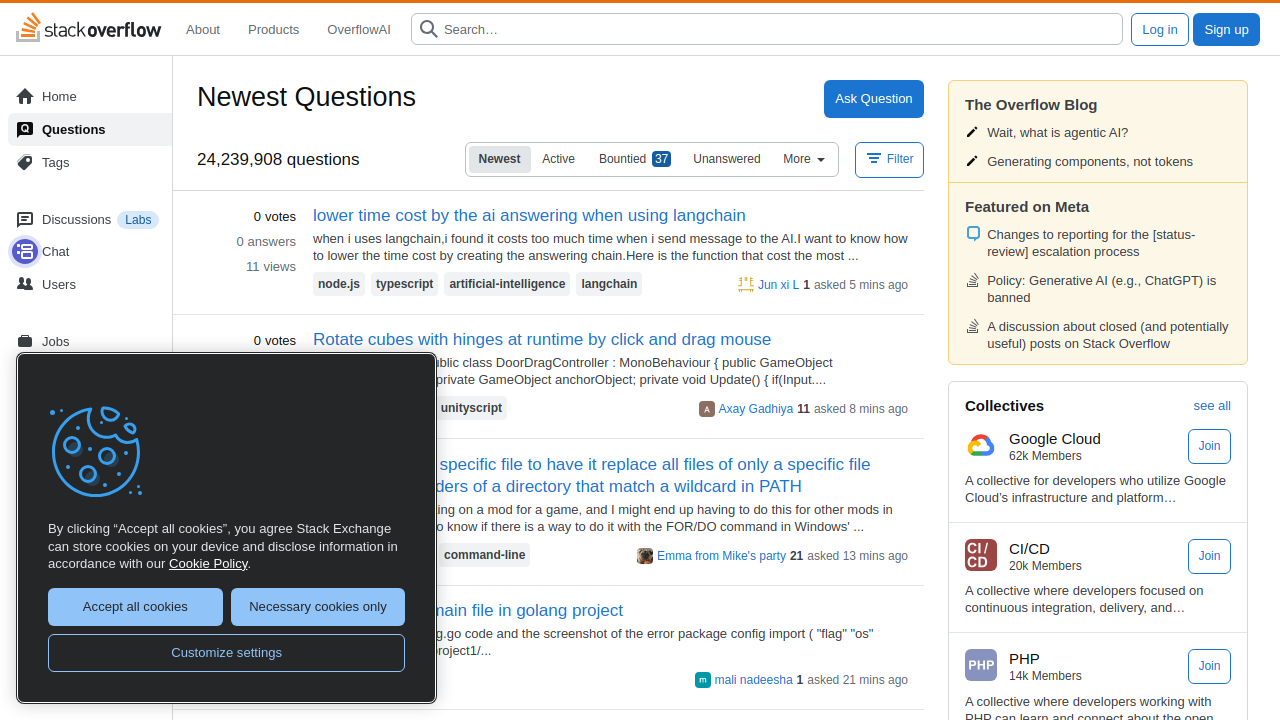 stack overflow
About
Products
OverflowAI
Search…
Log in
Sign up
Home
Questions
Tags
Discussions
Labs
Chat
Users
Jobs
Newest Questions
Ask Question
24,239,908 questions
Newest
Active
Bountied 37
Unanswered
More
Filter
0 votes
0 answers
11 views
lower time cost by the ai answering when using langchain
when i uses langchain,i found it costs too much time when i send message to the AI.I want to know how
to lower the time cost by creating the answering chain.Here is the function that cost the most ...
node.js
typescript
artificial-intelligence
langchain
Jun xi L 1 asked 5 mins ago
0 votes
Rotate cubes with hinges at runtime by click and drag mouse
class DoorDragController : MonoBehaviour { public GameObject
private GameObject anchorObject; private void Update() { if(Input....
unityscript
A
Axay Gadhiya 11 asked 8 mins ago
specific file to have it replace all files of only a specific file
of a directory that match a wildcard in PATH
on a mod for a game, and I might end up having to do this for other mods in
know if there is a way to do it with the FOR/DO command in Windows' ...
command-line
Emma from Mike's party 21 asked 13 mins ago
main file in golang project
code and the screenshot of the error package config import ( "flag" "os"
m
mali nadeesha 1 asked 21 mins ago
By clicking “Accept all cookies”, you agree Stack Exchange
can store cookies on your device and disclose information in
accordance with our Cookie Policy.
Accept all cookies
Necessary cookies only
Customize settings
The Overflow Blog
Wait, what is agentic AI?
Generating components, not tokens
Featured on Meta
Changes to reporting for the [status-
review] escalation process
Policy: Generative AI (e.g., ChatGPT) is
banned
A discussion about closed (and potentially
useful) posts on Stack Overflow
Collectives
see all
Google Cloud
62k Members
Join
A collective for developers who utilize Google
Cloud’s infrastructure and platform…
CI/
CD
CI/CD
20k Members
Join
A collective where developers focused on
continuous integration, delivery, and…
PHP
PHP
14k Members
Join
A collective where developers working with
PHP can learn and connect about the open